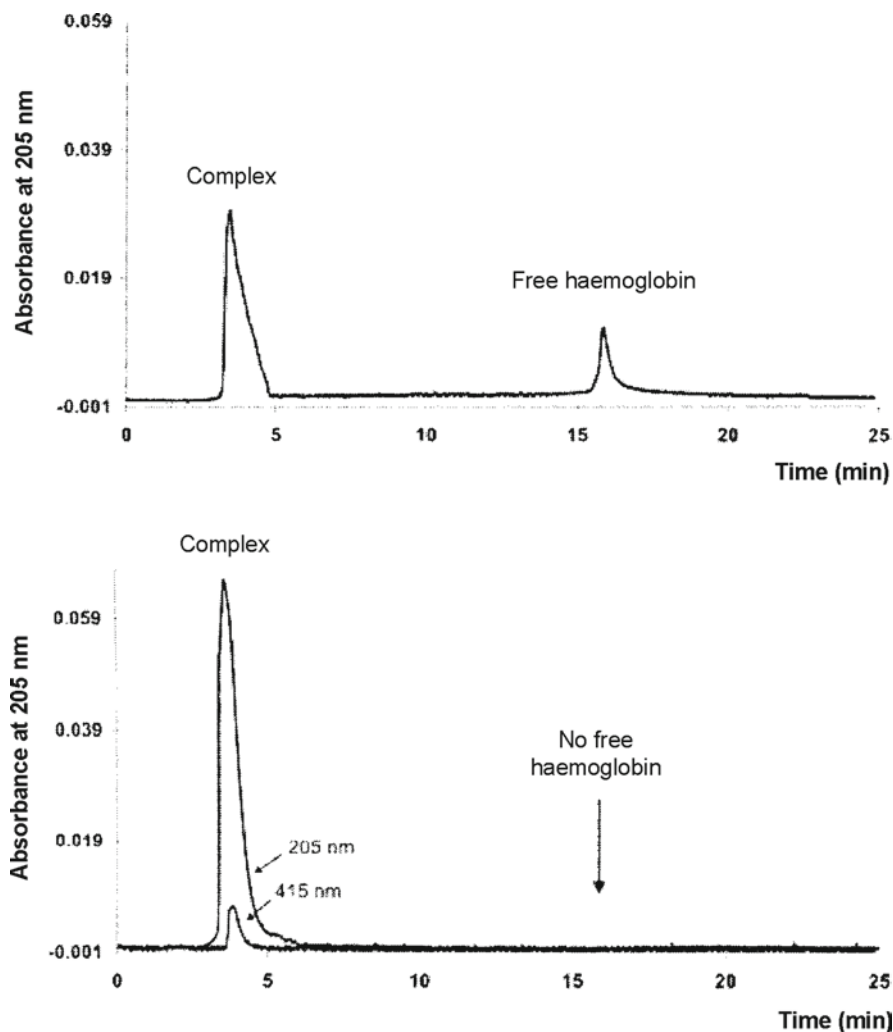 0.059
Absorbance at 205 nm
0.039
Complex
0.019
Free haemoglobin
-0.001
0 5 10 15 20 25
Time (min)
Complex
0.059
Absorbance at 205 nm
0.039
No free
haemoglobin
0.019
205 nm
415 nm
-0.001
0 5 10 15 20 25
Time (min)